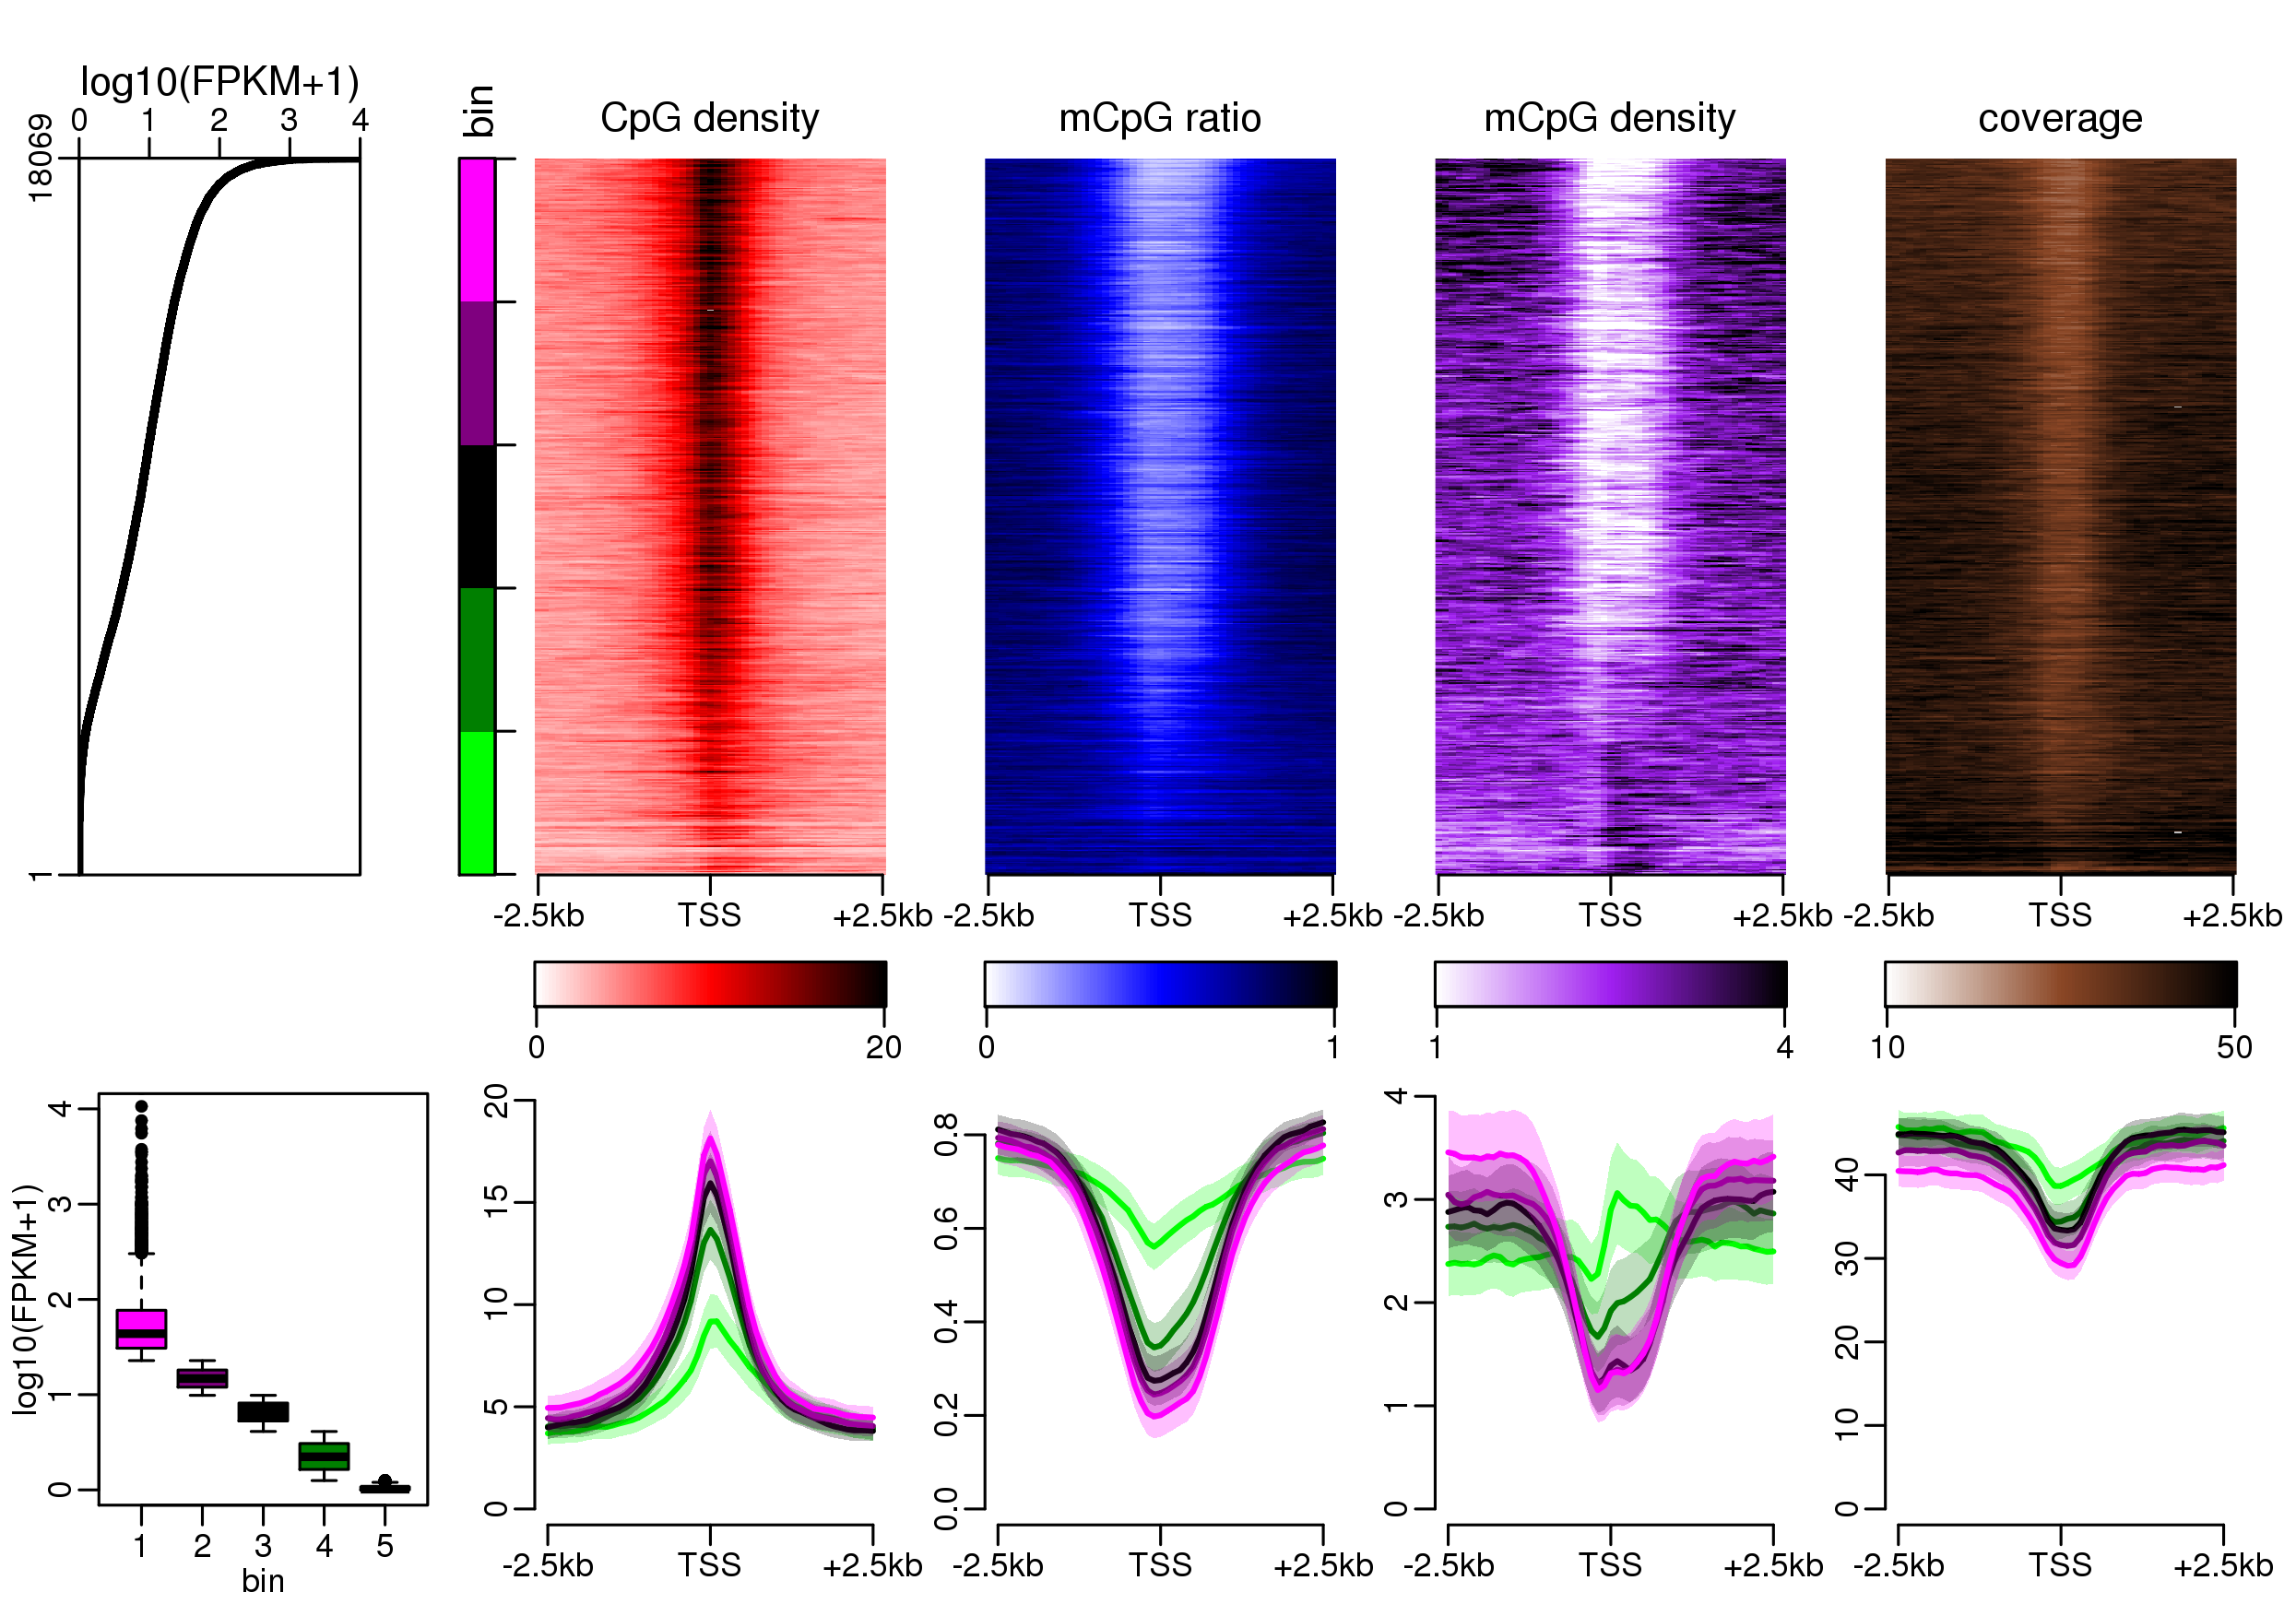 log10(FPKM+1)
0 1 2 3 4
18069
1
bin
CpG density
mCpG ratio
mCpG density
coverage
-2.5kb TSS +2.5kb
-2.5kb TSS +2.5kb
-2.5kb TSS +2.5kb
-2.5kb TSS +2.5kb
0 20
0 1
1 4
10 50
log10(FPKM+1)
0 1 2 3 4
1 2 3 4 5
bin
0 5 10 15 20
-2.5kb TSS +2.5kb
0.0 0.2 0.4 0.6 0.8
-2.5kb TSS +2.5kb
0 1 2 3 4
-2.5kb TSS +2.5kb
0 10 20 30 40
-2.5kb TSS +2.5kb